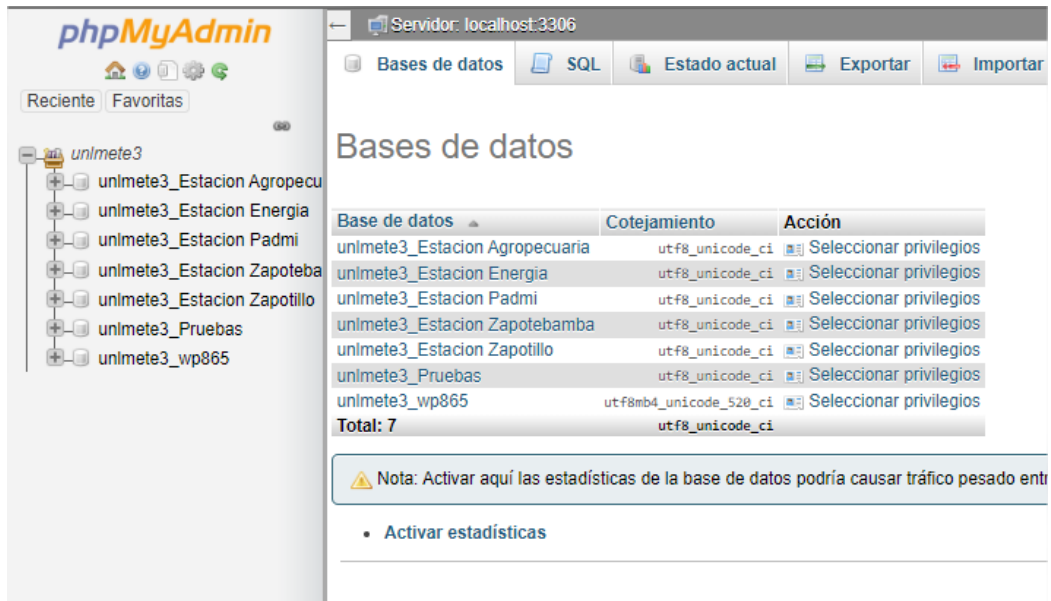 phpMyAdmin
Reciente Favoritas
unlmete3
unlmete3_Estacion Agropecu
unlmete3_Estacion Energia
unlmete3_Estacion Padmi
unlmete3_Estacion Zapoteba
unlmete3_Estacion Zapotillo
unlmete3_Pruebas
unlmete3_wp865
← Servidor: localhost:3306
Bases de datos SQL Estado actual Exportar Importar
Bases de datos
Base de datos Cotejamiento Acción
unlmete3_Estacion Agropecuaria utf8_unicode_ci Seleccionar privilegios
unlmete3_Estacion Energia utf8_unicode_ci Seleccionar privilegios
unlmete3_Estacion Padmi utf8_unicode_ci Seleccionar privilegios
unlmete3_Estacion Zapotebamba utf8_unicode_ci Seleccionar privilegios
unlmete3_Estacion Zapotillo utf8_unicode_ci Seleccionar privilegios
unlmete3_Pruebas utf8_unicode_ci Seleccionar privilegios
unlmete3_wp865 utf8mb4_unicode_520_ci Seleccionar privilegios
Total: 7 utf8_unicode_ci
Nota: Activar aquí las estadísticas de la base de datos podría causar tráfico pesado entr
• Activar estadísticas